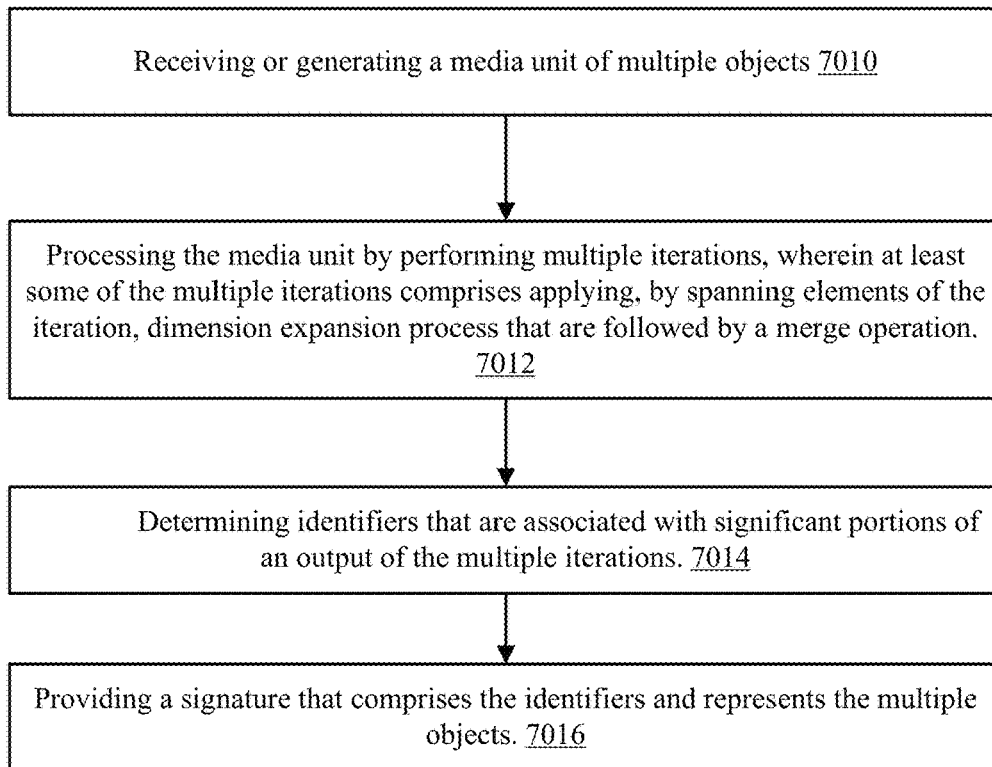 Receiving or generating a media unit of multiple objects 7010
Processing the media unit by performing multiple iterations, wherein at least
some of the multiple iterations comprises applying, by spanning elements of the
iteration, dimension expansion process that are followed by a merge operation.
7012
Determining identifiers that are associated with significant portions of
an output of the multiple iterations. 7014
Providing a signature that comprises the identifiers and represents the multiple
objects. 7016